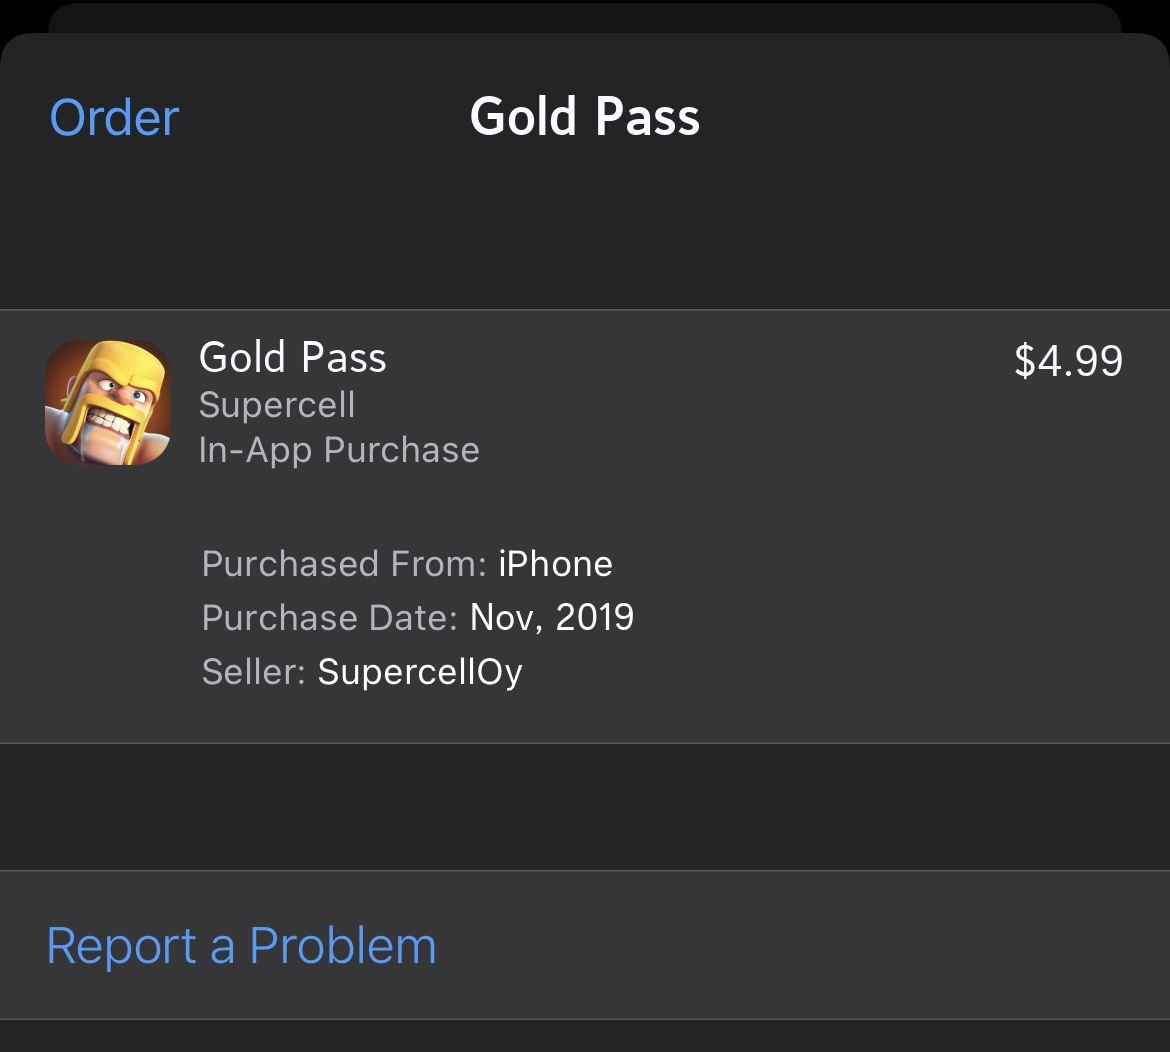 Order
Gold Pass
Gold Pass
$4.99
Supercell
In-App Purchase
Purchased From: iPhone
Purchase Date: Nov, 2019
Seller: SupercellOy
Report a Problem